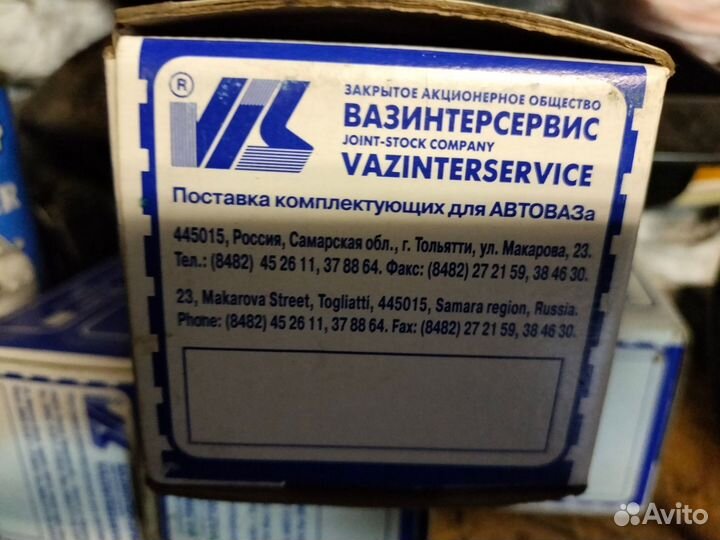 ®
VIS
ЗАКРЫТОЕ АКЦИОНЕРНОЕ ОБЩЕСТВО
ВАЗИНТЕРСЕРВИС
JOINT-STOCK COMPANY
VAZINTERSERVICE
Поставка комплектующих для АВТОВАЗа
445015, Россия, Самарская обл., г. Тольятти, ул. Макарова, 23.
Тел.: (8482) 45 26 11, 37 88 64. Факс: (8482) 27 21 59, 38 46 30.
23, Makarova Street, Togliatti, 445015, Samara region, Russia.
Phone: (8482) 45 26 11, 37 88 64. Fax: (8482) 27 21 59, 38 46 30.
Avito